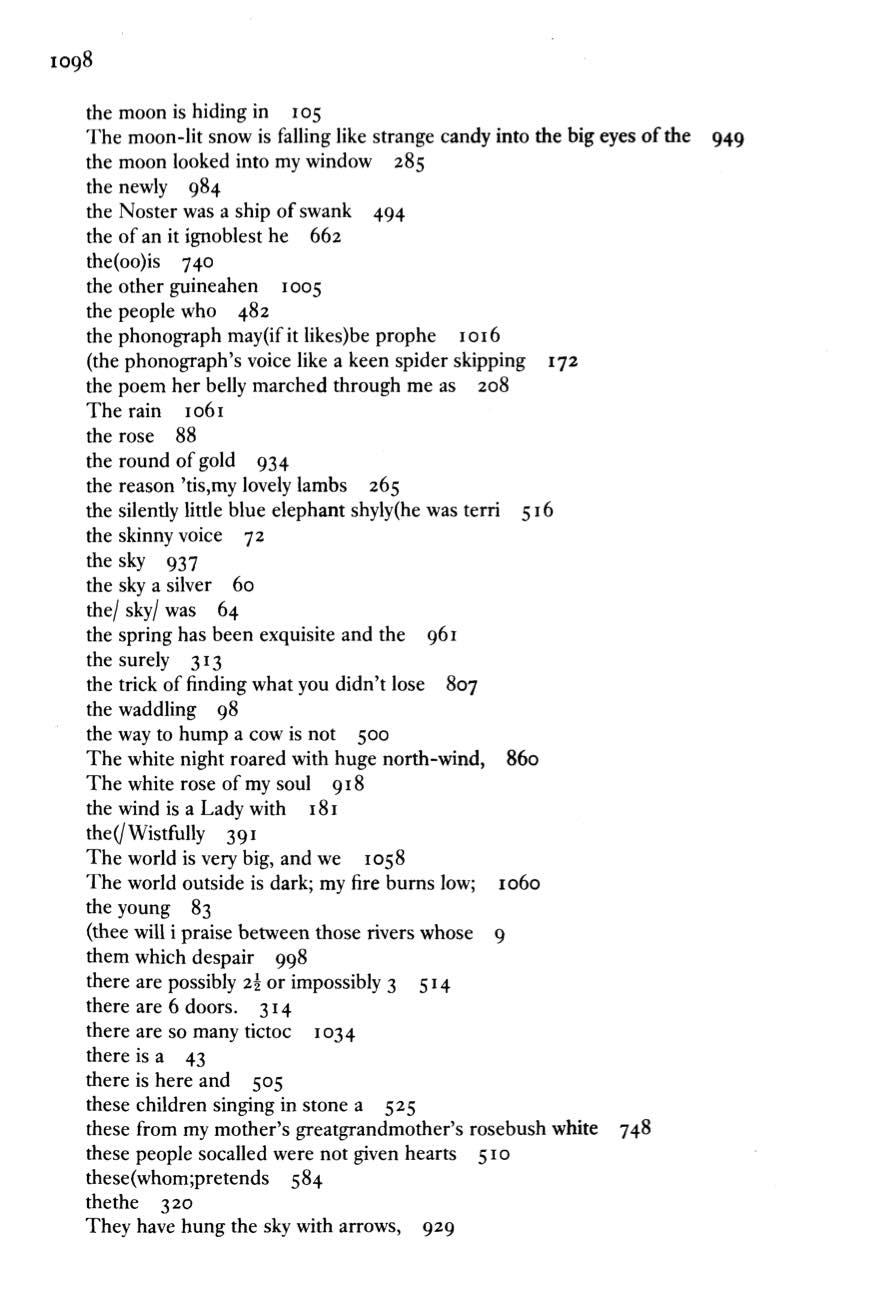 1098
the moon is hiding in 105
The moon-lit snow is falling like strange candy into the big eyes of the 949
the moon looked into my window 285
the newly 984
the Noster was a ship of swank 494
the of an it ignoblest he 662
the(oo)is 740
the other guineahen 1005
the people who 482
the phonograph may(if it likes)be prophe 1016
(the phonograph's voice like a keen spider skipping 172
the poem her belly marched through me as 208
The rain 1061
the rose 88
the round of gold 934
the reason 'tis,my lovely lambs 265
the silently little blue elephant shyly(he was terri 516
the skinny voice 72
the sky 937
the sky a silver 60
the/ sky/ was 64
the spring has been exquisite and the 961
the surely 313
the trick of finding what you didn't lose 807
the waddling 98
the way to hump a cow is not 500
The white night roared with huge north-wind, 860
The white rose of my soul 918
the wind is a Lady with 181
the(/Wistfully 391
The world is very big, and we 1058
The world outside is dark; my fire burns low; 1060
the young 83
(thee will i praise between those rivers whose 9
them which despair 998
there are possibly 2½ or impossibly 3 514
there are 6 doors. 314
there are so many tictoc 1034
there is a 43
there is here and 505
these children singing in stone a 525
these from my mother's greatgrandmother's rosebush white 748
these people socalled were not given hearts 510
these(whom;pretends 584
thethe 320
They have hung the sky with arrows, 929